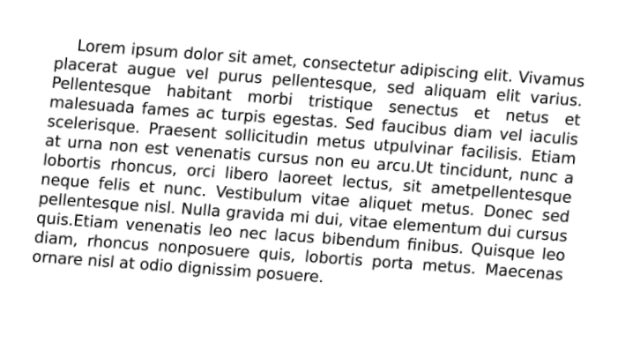 Lorem ipsum dolor sit amet, consectetur adipiscing elit. Vivamus
placerat augue vel purus pellentesque, sed aliquam elit varius.
Pellentesque habitant morbi tristique senectus et netus et
malesuada fames ac turpis egestas. Sed faucibus diam vel iaculis
scelerisque. Praesent sollicitudin metus utpulvinar facilisis. Etiam
at urna non est venenatis cursus non eu arcu.Ut tincidunt, nunc a
lobortis rhoncus, orci libero laoreet lectus, sit ametpellentesque
neque felis et nunc. Vestibulum vitae aliquet metus. Donec sed
pellentesque nisl. Nulla gravida mi dui, vitae elementum dui cursus
quis.Etiam venenatis leo nec lacus bibendum finibus. Quisque leo
diam, rhoncus nonposuere quis, lobortis porta metus. Maecenas
ornare nisl at odio dignissim posuere.